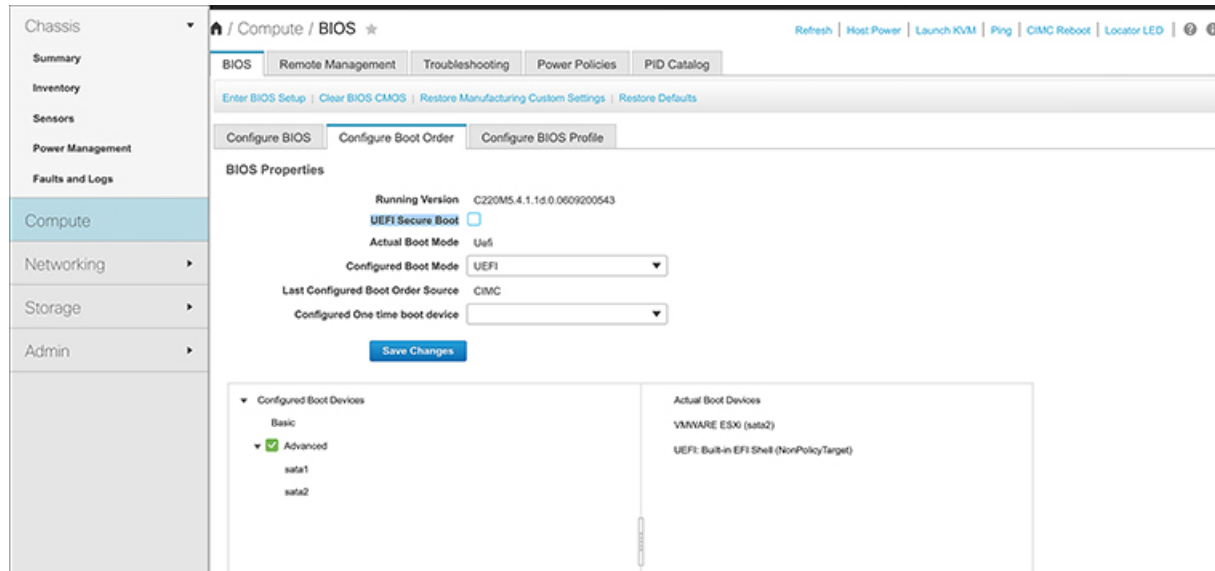 Chassis
Summary
Inventory
Sensors
Power Management
Faults and Logs
Compute
Networking
Storage
Admin
/ Compute / BIOS
Refresh | Host Power | Launch KVM | Ping | CIMC Reboot | Locator LED |
BIOS Remote Management Troubleshooting Power Policies PID Catalog
Enter BIOS Setup | Clear BIOS CMOS | Restore Manufacturing Custom Settings | Restore Defaults
Configure BIOS Configure Boot Order Configure BIOS Profile
BIOS Properties
Running Version C220M5.4.1.1d.0.0609200543
UEFI Secure Boot
Actual Boot Mode Uefi
Configured Boot Mode UEFI
Last Configured Boot Order Source CIMC
Configured One time boot device
Save Changes
Configured Boot Devices
Basic
Advanced
sata1
sata2
Actual Boot Devices
VMWARE ESXi (sata2)
UEFI: Built-in EFI Shell (NonPolicyTarget)